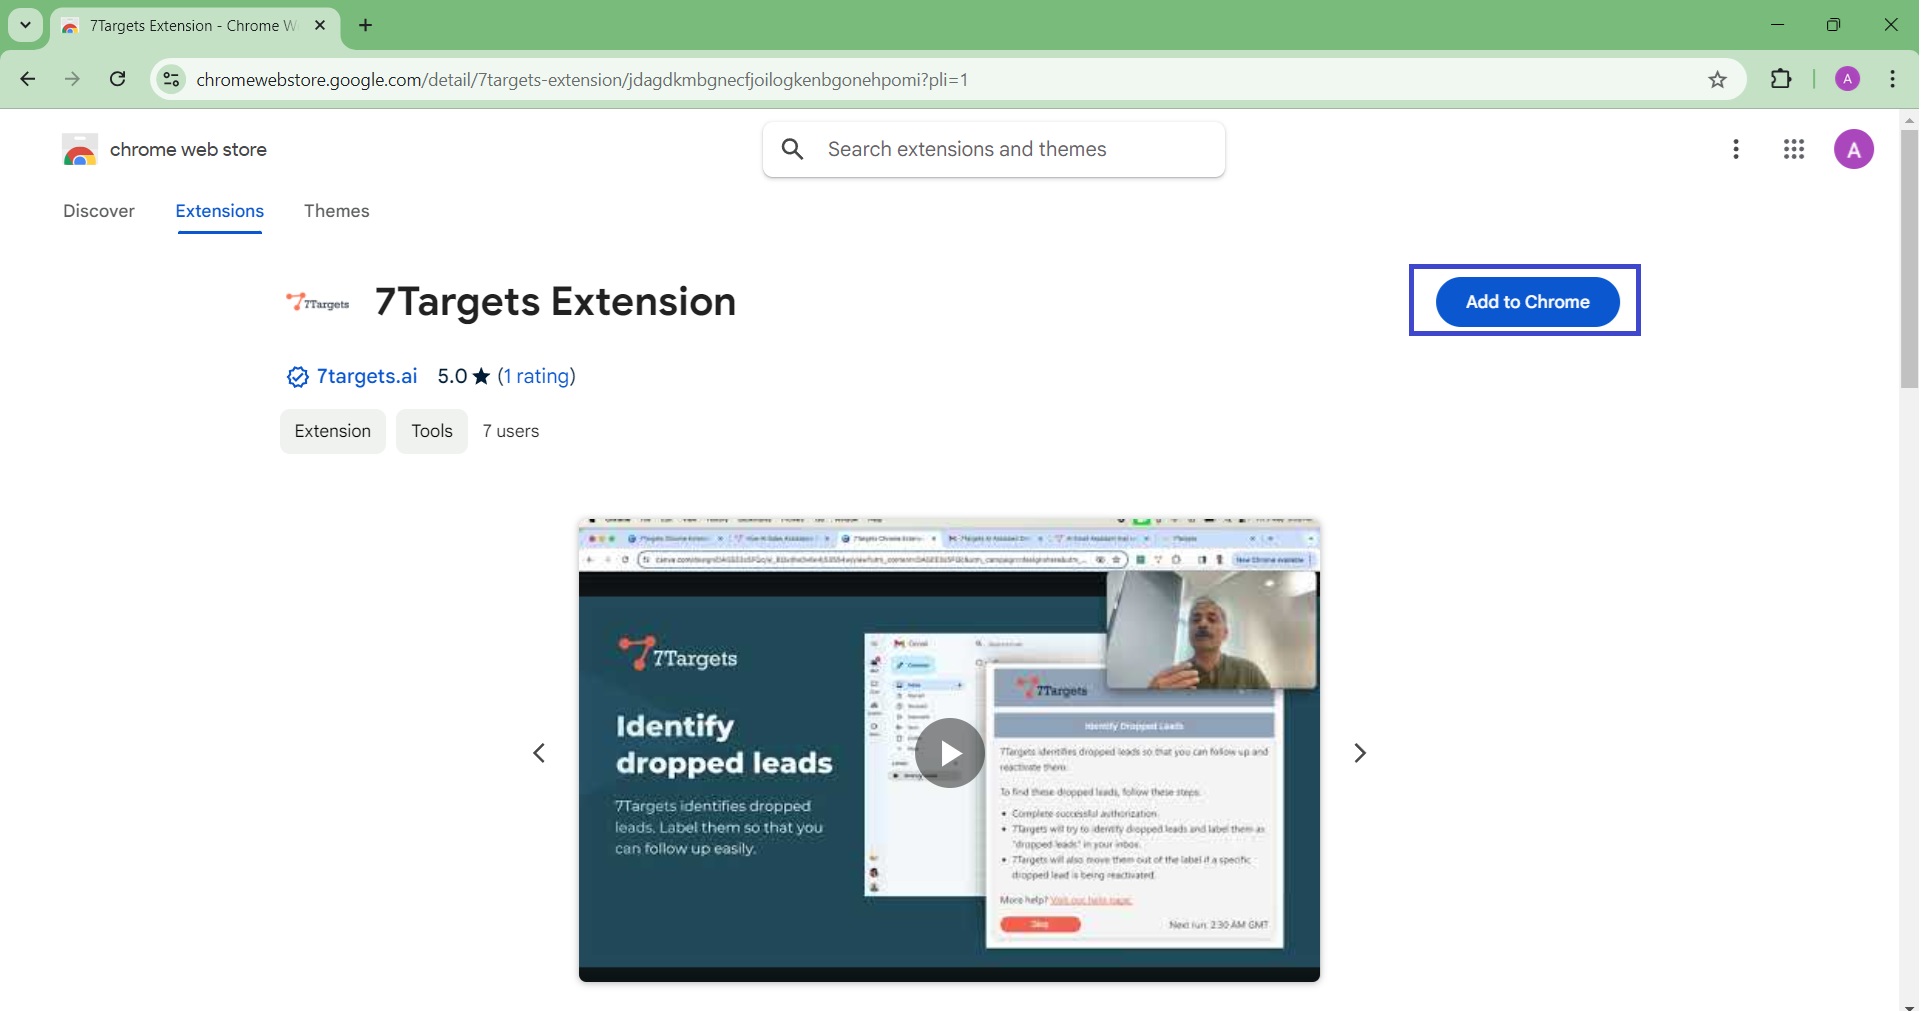 7Targets Extension - Chrome W
chromewebstore.google.com/detail/7targets-extension/jdagdkmbgnecfjoilogkenbgonehpomi?pli=1
A
chrome web store
Search extensions and themes
A
Discover
Extensions
Themes
7Targets
7Targets Extension
Add to Chrome
7targets.ai
5.0 ★ (1 rating)
Extension
Tools
7 users
New Chrome available
7Targets
Identify
dropped leads
7Targets identifies dropped
leads. Label them so that you
can follow up easily.
Gmail
Compose
7Targets
Identify Dropped Leads
7Targets identifies dropped leads so that you can follow up and
reactivate them.
To find these dropped leads, follow these steps:
• Complete successful authorization.
• 7Targets will try to identify dropped leads and label them as
"dropped leads" in your inbox.
• 7Targets will also move them out of the label if a specific
dropped lead is being reactivated.
More help? Visit our help page.
Stop
Next run: 2:30 AM GMT